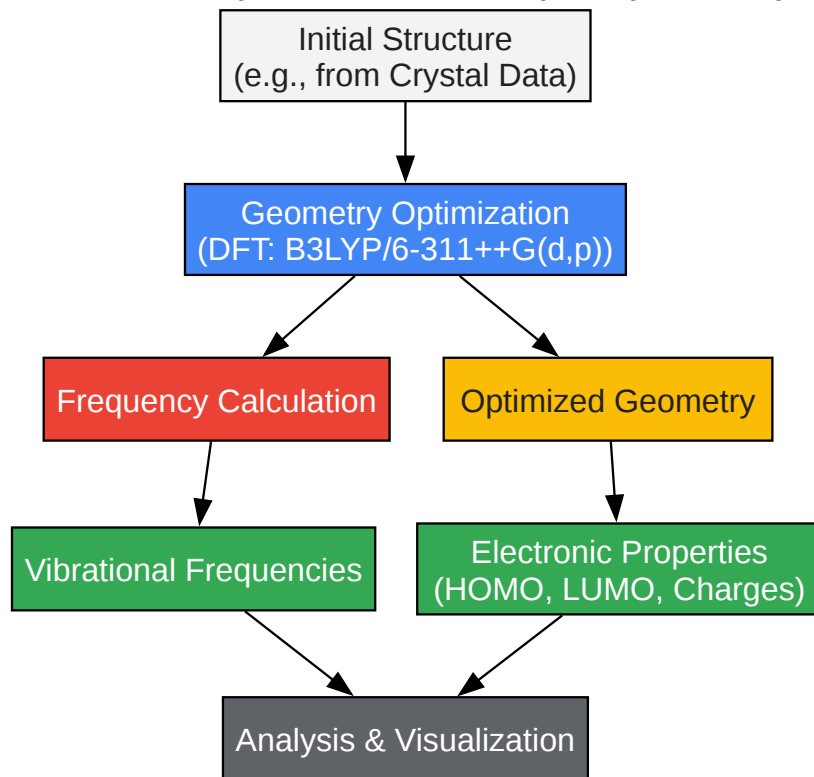 Initial Structure
(e.g., from Crystal Data)
Geometry Optimization
(DFT: B3LYP/6-311++G(d,p))
Frequency Calculation
Optimized Geometry
Vibrational Frequencies
Electronic Properties
(HOMO, LUMO, Charges)
Analysis & Visualization